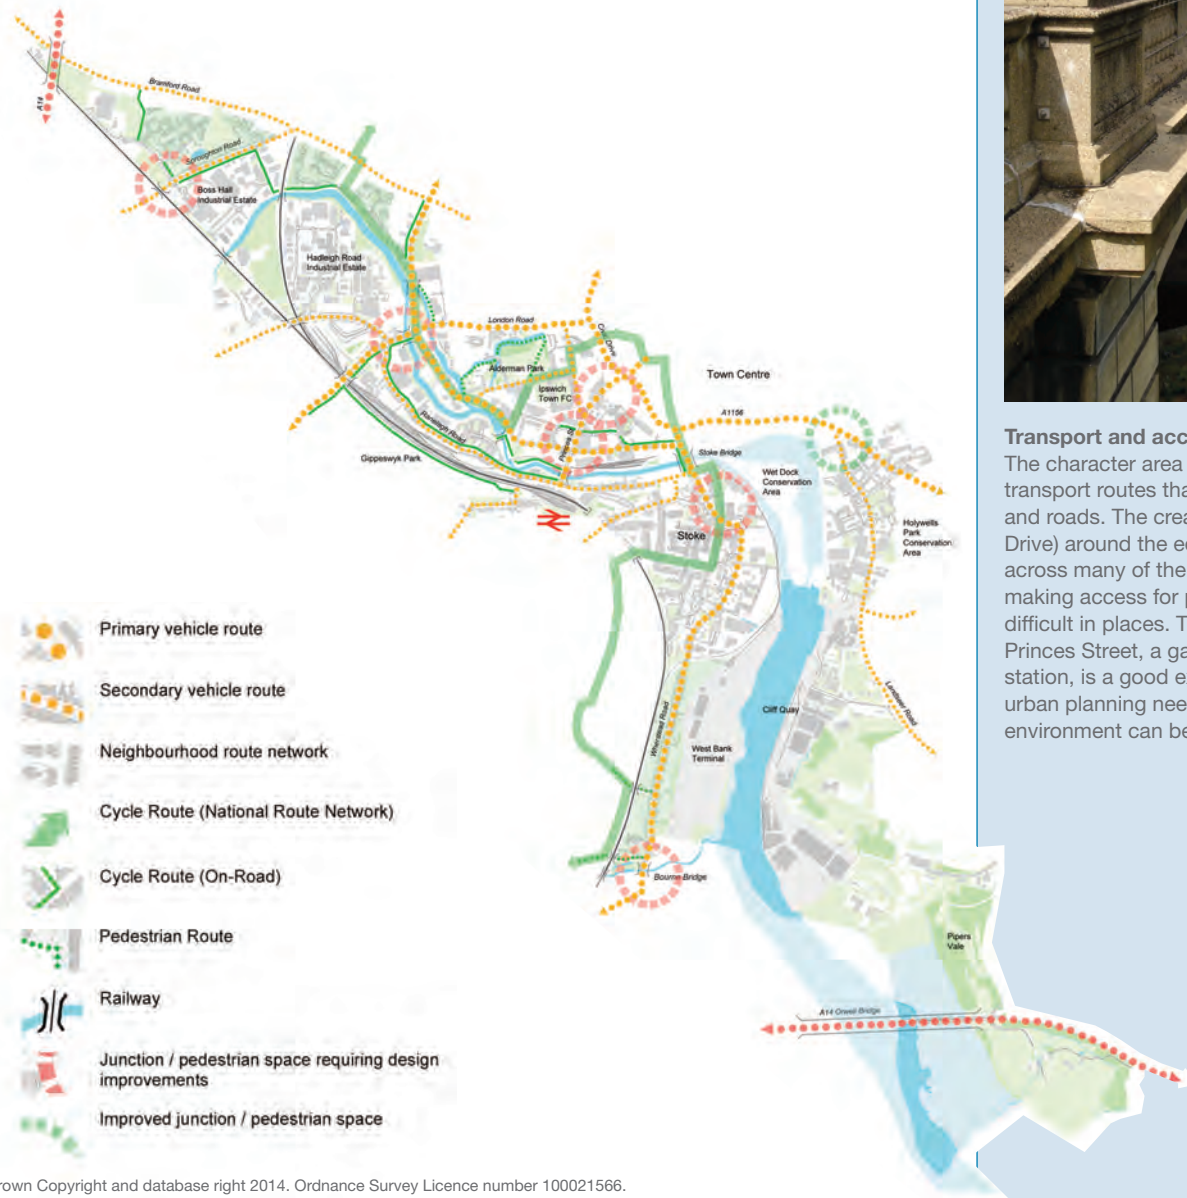 A14
Bramford Road
Sproughton Road
Boss Hall
Industrial Estate
Hadleigh Road
Industrial Estate
London Road
Civic Drive
Alderman Park
Ipswich
Town FC
Town Centre
A1156
Princes St
Ranelagh Road
Gippeswyk Park
Stoke Bridge
Wet Dock
Conservation
Area
Stoke
Holywells
Park
Conservation
Area
Landseer Road
Cliff Quay
Wherstead Road
West Bank
Terminal
Bourne Bridge
Pipers
Vale
A14 Orwell Bridge
Primary vehicle route
Secondary vehicle route
Neighbourhood route network
Cycle Route (National Route Network)
Cycle Route (On-Road)
Pedestrian Route
Railway
Junction / pedestrian space requiring design
improvements
Improved junction / pedestrian space
rown Copyright and database right 2014. Ordnance Survey Licence number 100021566.
Transport and acc
The character area
transport routes tha
and roads. The crea
Drive) around the e
across many of the
making access for p
difficult in places. T
Princes Street, a ga
station, is a good e
urban planning nee
environment can be